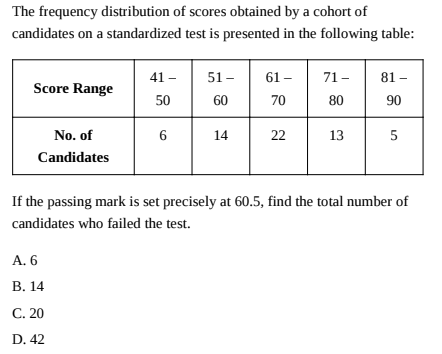 The frequency distribution of scores obtained by a cohort of
candidates on a standardized test is presented in the following table:
Score Range 41 – 50 51 – 60 61 – 70 71 – 80 81 – 90
No. of Candidates 6 14 22 13 5
If the passing mark is set precisely at 60.5, find the total number of
candidates who failed the test.
A. 6
B. 14
C. 20
D. 42